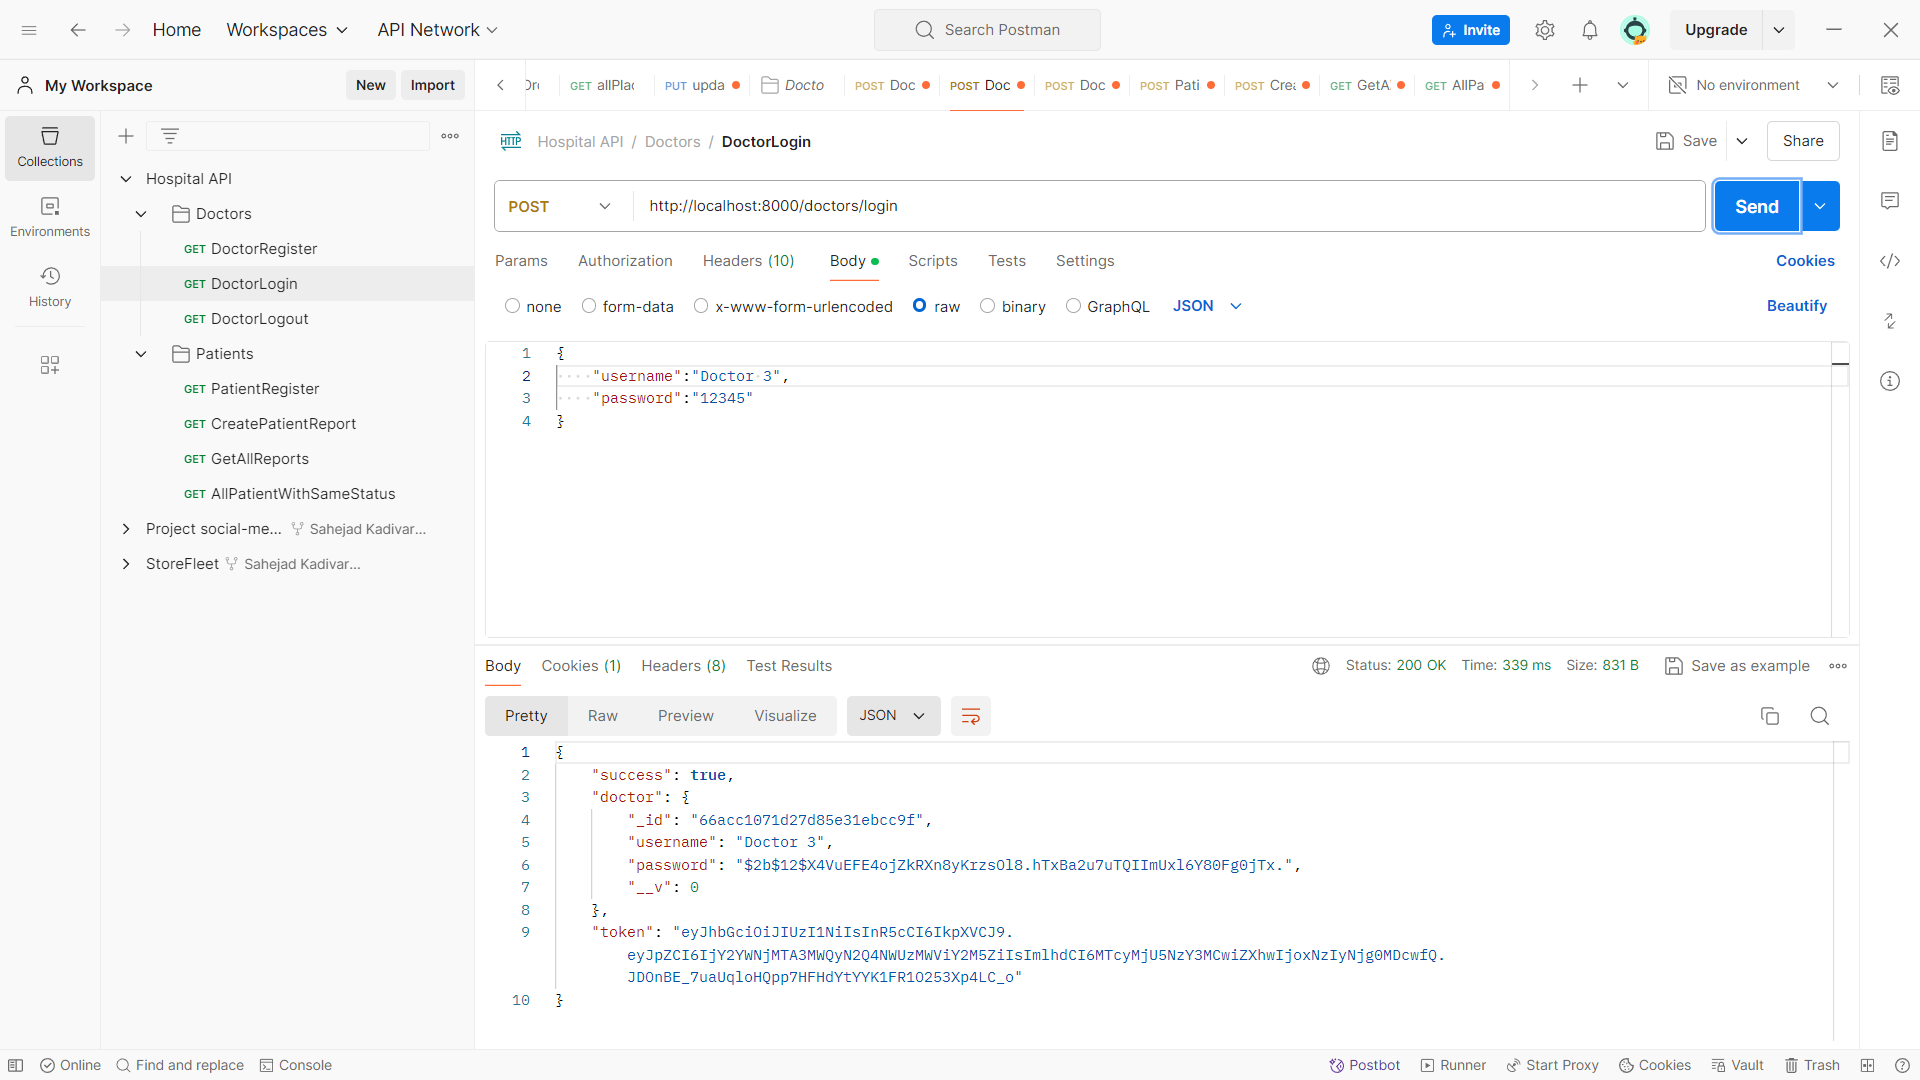 Home
Workspaces
API Network
Search Postman
Invite
Upgrade
My Workspace
New
Import
GET allPlac
PUT upda
Docto
POST Doc
POST Doc
POST Doc
POST Pati
POST Crea
GET GetA
GET AllPa
No environment
Collections
Environments
History
Hospital API
Doctors
GET DoctorRegister
GET DoctorLogin
GET DoctorLogout
Patients
GET PatientRegister
GET CreatePatientReport
GET GetAllReports
GET AllPatientWithSameStatus
Project social-me... Sahejad Kadivar...
StoreFleet Sahejad Kadivar...
HTTP Hospital API / Doctors / DoctorLogin
Save
Share
POST http://localhost:8000/doctors/login
Send
Params Authorization Headers (10) Body Scripts Tests Settings
Cookies
none form-data x-www-form-urlencoded raw binary GraphQL JSON
Beautify
1 {
2 ····"username":"Doctor·3",
3 ····"password":"12345"
4 }
Body Cookies (1) Headers (8) Test Results
Status: 200 OK Time: 339 ms Size: 831 B
Save as example
Pretty Raw Preview Visualize JSON
1 {
2 "success": true,
3 "doctor": {
4 "_id": "66acc1071d27d85e31ebcc9f",
5 "username": "Doctor 3",
6 "password": "$2b$12$X4VuEFE4ojZkRXn8yKrzsOl8.hTxBa2u7uTQIImUxl6Y80Fg0jTx.",
7 "__v": 0
8 },
9 "token": "eyJhbGciOiJIUzI1NiIsInR5cCI6IkpXVCJ9.
eyJpZCI6IjY2YWNjMTA3MWQyN2Q4NWUzMWViY2M5ZiIsImlhdCI6MTcyMjU5NzY3MCwiZXhwIjoxNzIyNjg0MDcwfQ.
JDOnBE_7uaUqloHQpp7HFHdYtYYK1FR1O253Xp4LC_o"
10 }
Online
Find and replace
Console
Postbot
Runner
Start Proxy
Cookies
Vault
Trash